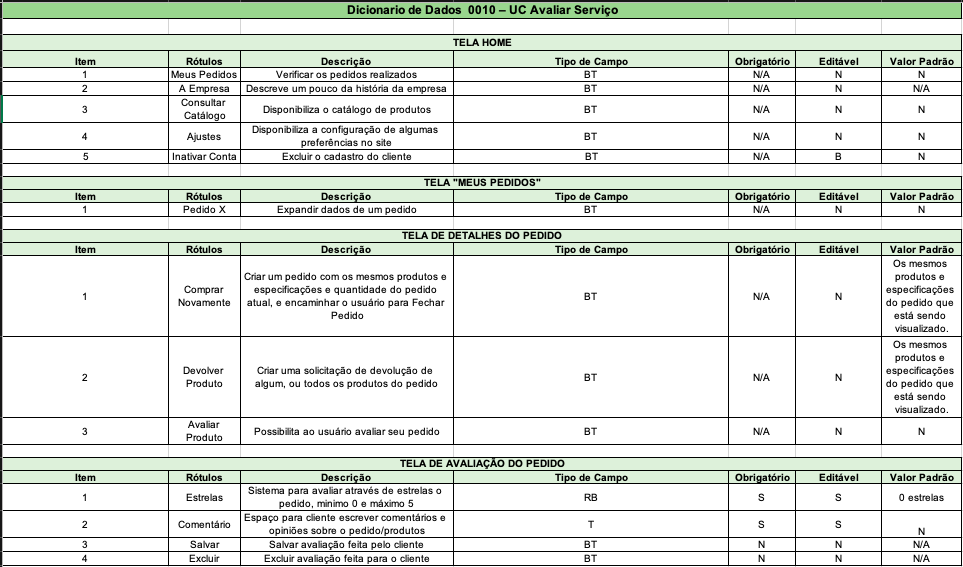 Dicionario de Dados  0010 – UC Avaliar Serviço
TELA HOME
Item Rótulos Descrição Tipo de Campo Obrigatório Editável Valor Padrão
1 Meus Pedidos Verificar os pedidos realizados BT N/A N N
2 A Empresa Descreve um pouco da história da empresa BT N/A N N/A
3 Consultar
Catálogo Disponibiliza o catálogo de produtos BT N/A N N
4 Ajustes Disponibiliza a configuração de algumas
preferências no site BT N/A N N
5 Inativar Conta Excluir o cadastro do cliente BT N/A B N
TELA "MEUS PEDIDOS"
Item Rótulos Descrição Tipo de Campo Obrigatório Editável Valor Padrão
1 Pedido X Expandir dados de um pedido BT N/A N N
TELA DE DETALHES DO PEDIDO
Item Rótulos Descrição Tipo de Campo Obrigatório Editável Valor Padrão
1
Comprar
Novamente
Criar um pedido com os mesmos produtos e
especificações e quantidade do pedido
atual, e encaminhar o usuário para Fechar
Pedido
BT N/A N
Os mesmos
produtos e
especificações
do pedido que
está sendo
visualizado.
2
Devolver
Produto
Criar uma solicitação de devolução de
algum, ou todos os produtos do pedido
BT N/A N
Os mesmos
produtos e
especificações
do pedido que
está sendo
visualizado.
3
Avaliar
Produto
Possibilita ao usuário avaliar seu pedido BT N/A N N
TELA DE AVALIAÇÃO DO PEDIDO
Item Rótulos Descrição Tipo de Campo Obrigatório Editável Valor Padrão
1 Estrelas Sistema para avaliar através de estrelas o
pedido, minimo 0 e máximo 5 RB S S 0 estrelas
2 Comentário Espaço para cliente escrever comentários e
opiniões sobre o pedido/produtos T S S N
3 Salvar Salvar avaliação feita pelo cliente BT N N N/A
4 Excluir Excluir avaliação feita para o cliente BT N N N/A